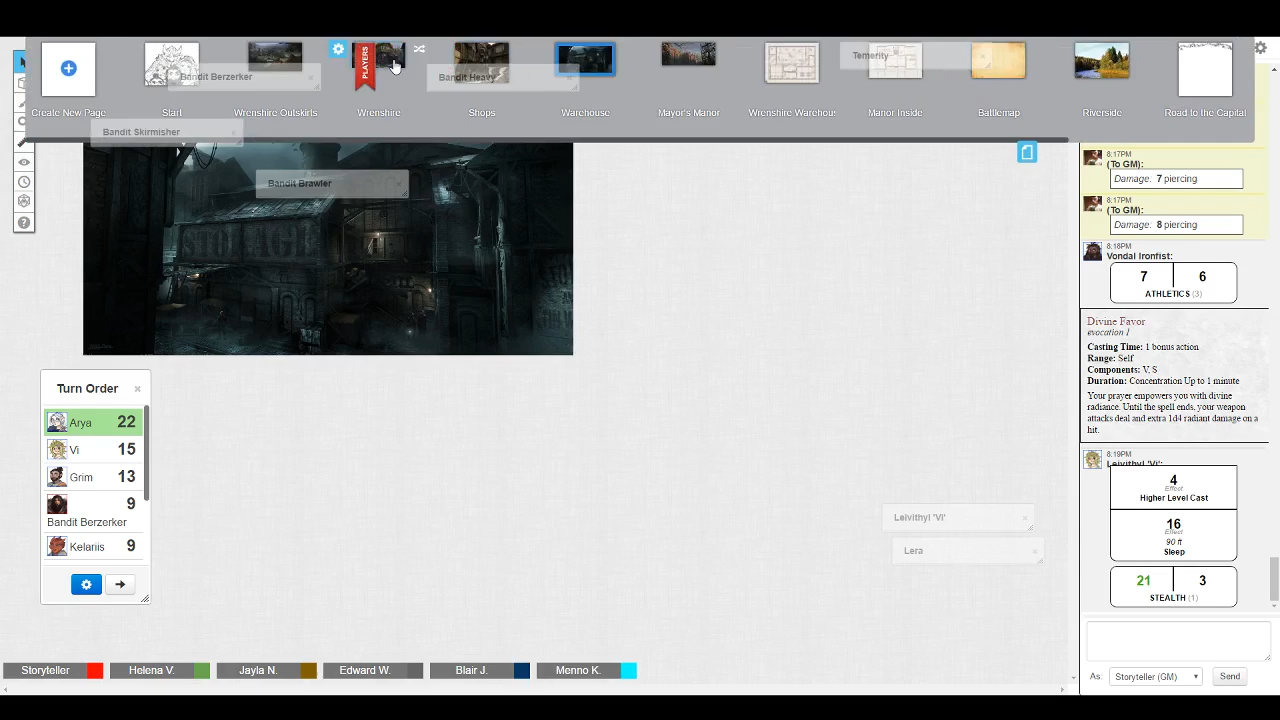 PLAYERS
Create New Page
Start
Wrenshire Outskirts
Wrenshire
Shops
Warehouse
Mayor's Manor
Wrenshire Warehou
Manor Inside
Battlemap
Riverside
Road to the Capital
Bandit Berzerker
Bandit Heavy
Temerity
Bandit Skirmisher
Bandit Brawler
STORAGE
Turn Order
Arya 22
Vi 15
Grim 13
9
Bandit Berzerker
Kelariis 9
Leivithyl 'Vi'
Lera
8:17PM
(To GM):
Damage: 7 piercing
8:17PM
(To GM):
Damage: 8 piercing
8:18PM
Vondal Ironfist:
7 6
ATHLETICS (3)
Divine Favor
evocation 1
Casting Time: 1 bonus action
Range: Self
Components: V, S
Duration: Concentration Up to 1 minute
Your prayer empowers you with divine
radiance. Until the spell ends, your weapon
attacks deal and extra 1d4 radiant damage on a
hit.
8:19PM
Leivithyl 'Vi':
4
Effect
Higher Level Cast
16
Effect
90 ft
Sleep
21 3
STEALTH (1)
As: Storyteller (GM) Send
Storyteller
Helena V.
Jayla N.
Edward W.
Blair J.
Menno K.